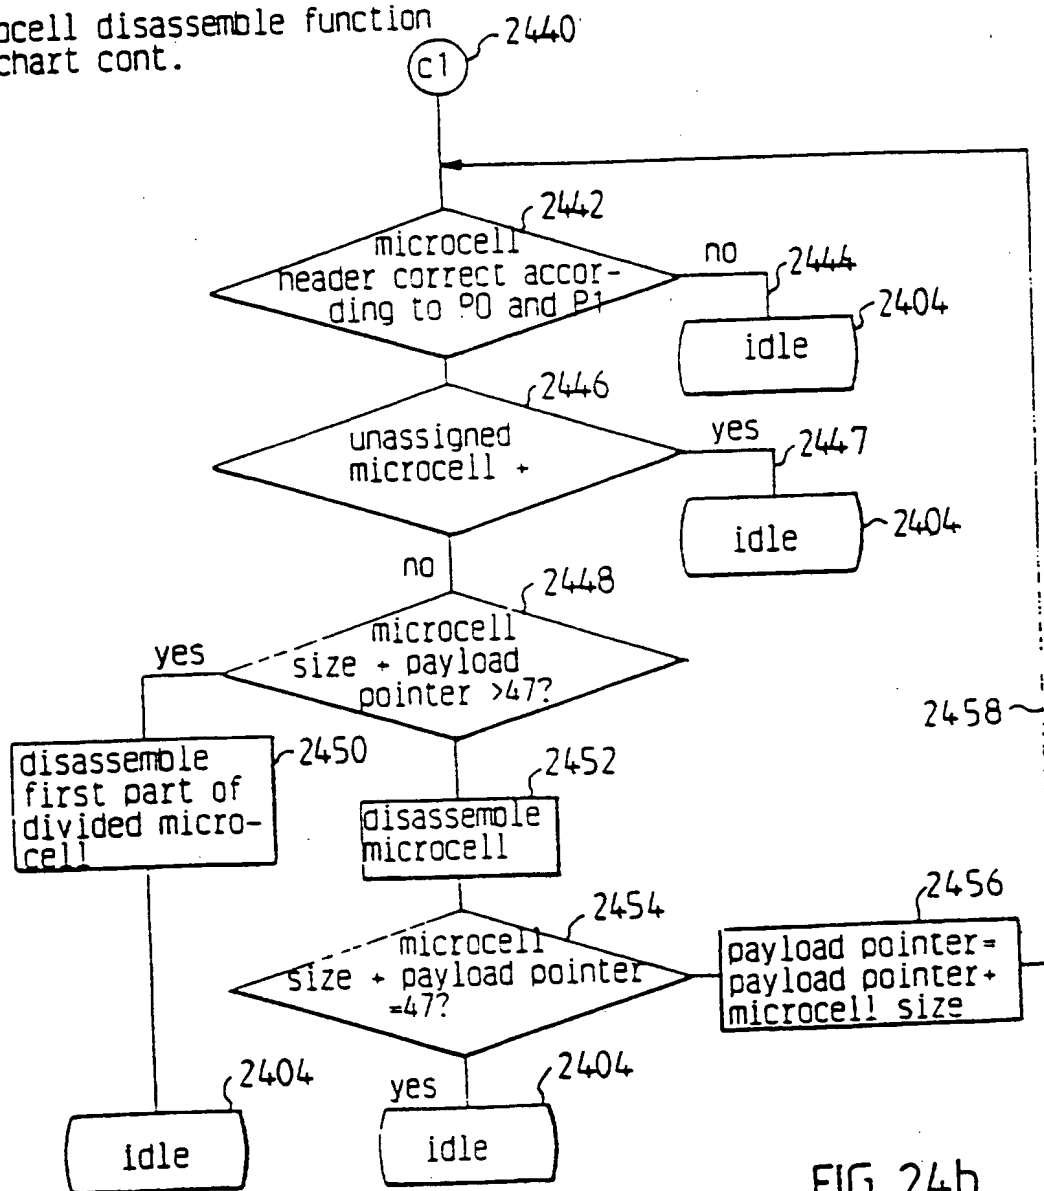 ocell disassemble function
chart cont.
c1
2440
2442
microcell
header correct accor-
ding to P0 and P1
no
2444
2404
idle
2446
unassigned
microcell +
yes
2447
idle
2404
no
2448
microcell
size + payload
pointer >47?
yes
2458
disassemble
first part of
divided micro-
cell
2450
2452
disassemble
microcell
2454
microcell
size + payload pointer
=47?
2456
payload pointer=
payload pointer+
microcell size
2404
idle
yes
2404
idle
FIG. 24b